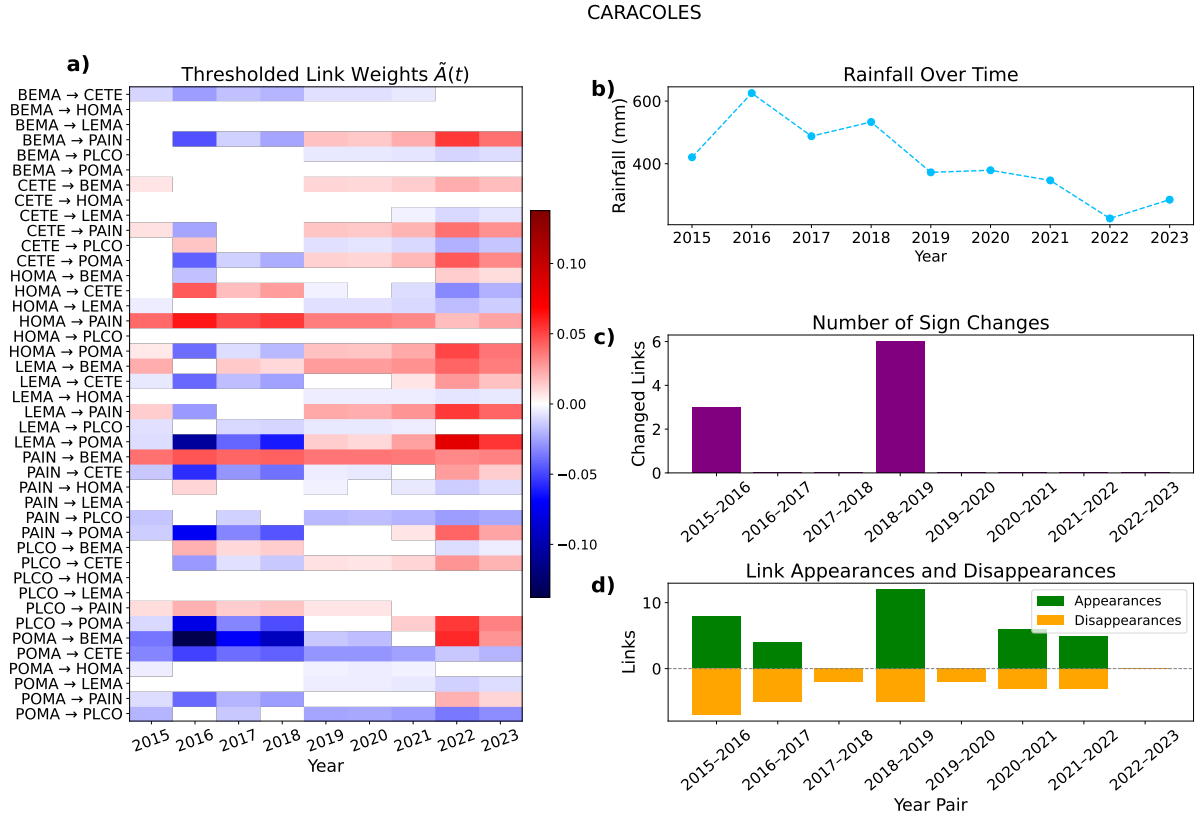 CARACOLES
a)
Thresholded Link Weights Ã(t)
BEMA → CETE
BEMA → HOMA
BEMA → LEMA
BEMA → PAIN
BEMA → PLCO
BEMA → POMA
CETE → BEMA
CETE → HOMA
CETE → LEMA
CETE → PAIN
CETE → PLCO
CETE → POMA
HOMA → BEMA
HOMA → CETE
HOMA → LEMA
HOMA → PAIN
HOMA → PLCO
HOMA → POMA
LEMA → BEMA
LEMA → CETE
LEMA → HOMA
LEMA → PAIN
LEMA → PLCO
LEMA → POMA
PAIN → BEMA
PAIN → CETE
PAIN → HOMA
PAIN → LEMA
PAIN → PLCO
PAIN → POMA
PLCO → BEMA
PLCO → CETE
PLCO → HOMA
PLCO → LEMA
PLCO → PAIN
PLCO → POMA
POMA → BEMA
POMA → CETE
POMA → HOMA
POMA → LEMA
POMA → PAIN
POMA → PLCO
2015 2016 2017 2018 2019 2020 2021 2022 2023
Year
0.10
0.05
0.00
−0.05
−0.10
b)
Rainfall Over Time
Rainfall (mm)
600
400
2015 2016 2017 2018 2019 2020 2021 2022 2023
Year
c)
Number of Sign Changes
Changed Links
6
4
2
0
2015–2016 2016–2017 2017–2018 2018–2019 2019–2020 2020–2021 2021–2022 2022–2023
d)
Link Appearances and Disappearances
Links
10
0
Appearances
Disappearances
2015–2016 2016–2017 2017–2018 2018–2019 2019–2020 2020–2021 2021–2022 2022–2023
Year Pair